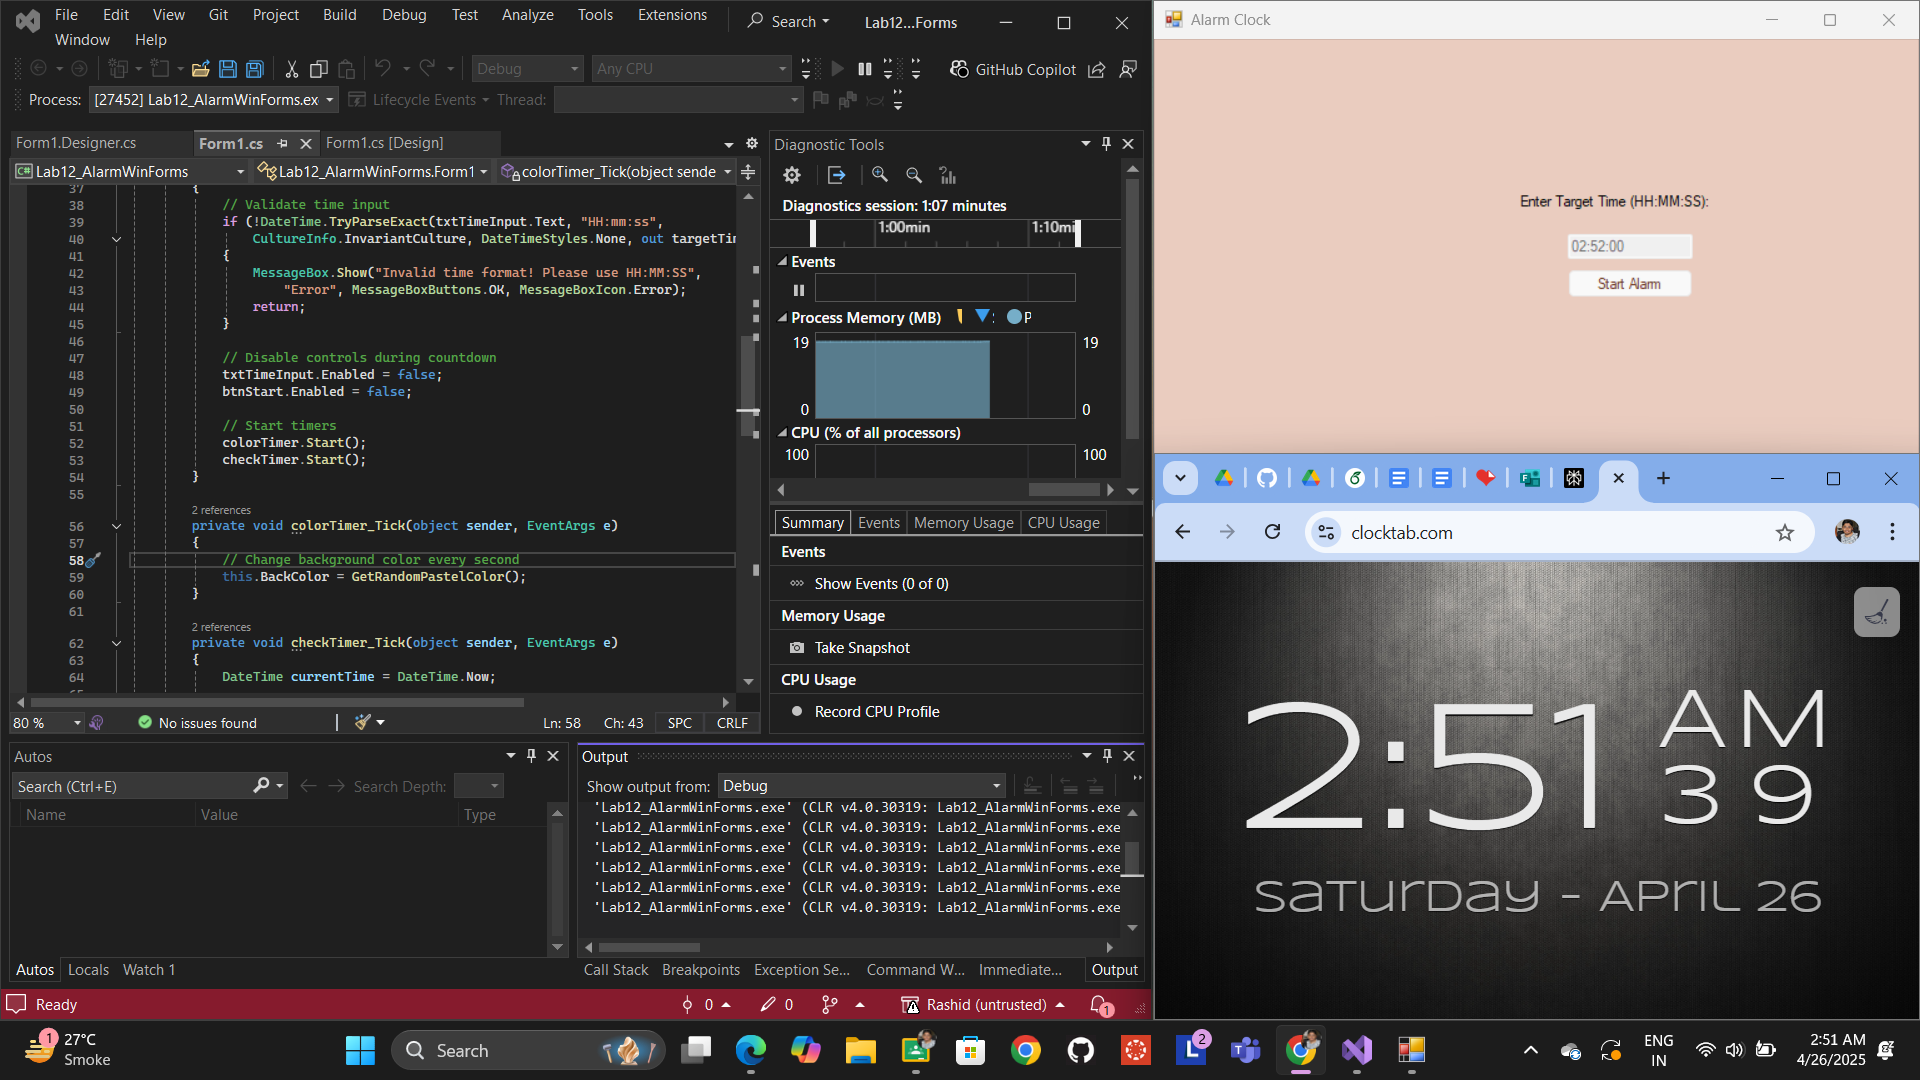 File Edit View Git Project Build Debug Test Analyze Tools Extensions
Window Help
Search
Lab12...Forms
Debug
Any CPU
GitHub Copilot
Process: [27452] Lab12_AlarmWinForms.ex
Lifecycle Events
Thread:
Form1.Designer.cs
Form1.cs
Form1.cs [Design]
Lab12_AlarmWinForms
Lab12_AlarmWinForms.Form1
colorTimer_Tick(object sende
37 {
38 // Validate time input
39 if (!DateTime.TryParseExact(txtTimeInput.Text, "HH:mm:ss",
40 CultureInfo.InvariantCulture, DateTimeStyles.None, out targetTim
41 {
42 MessageBox.Show("Invalid time format! Please use HH:MM:SS",
43 "Error", MessageBoxButtons.OK, MessageBoxIcon.Error);
44 return;
45 }
46
47 // Disable controls during countdown
48 txtTimeInput.Enabled = false;
49 btnStart.Enabled = false;
50
51 // Start timers
52 colorTimer.Start();
53 checkTimer.Start();
54 }
55
2 references
56 private void colorTimer_Tick(object sender, EventArgs e)
57 {
58 // Change background color every second
59 this.BackColor = GetRandomPastelColor();
60 }
61
2 references
62 private void checkTimer_Tick(object sender, EventArgs e)
63 {
64 DateTime currentTime = DateTime.Now;
80 %
No issues found
Ln: 58
Ch: 43
SPC
CRLF
Diagnostic Tools
Diagnostics session: 1:07 minutes
1:00min
1:10mi
Events
Process Memory (MB)
P
19
19
0
0
CPU (% of all processors)
100
100
Summary
Events
Memory Usage
CPU Usage
Events
Show Events (0 of 0)
Memory Usage
Take Snapshot
CPU Usage
Record CPU Profile
Autos
Search (Ctrl+E)
Search Depth:
Name
Value
Type
Autos
Locals
Watch 1
Output
Show output from: Debug
'Lab12_AlarmWinForms.exe' (CLR v4.0.30319: Lab12_AlarmWinForms.exe
'Lab12_AlarmWinForms.exe' (CLR v4.0.30319: Lab12_AlarmWinForms.exe
'Lab12_AlarmWinForms.exe' (CLR v4.0.30319: Lab12_AlarmWinForms.exe
'Lab12_AlarmWinForms.exe' (CLR v4.0.30319: Lab12_AlarmWinForms.exe
'Lab12_AlarmWinForms.exe' (CLR v4.0.30319: Lab12_AlarmWinForms.exe
'Lab12_AlarmWinForms.exe' (CLR v4.0.30319: Lab12_AlarmWinForms.exe
Call Stack
Breakpoints
Exception Se...
Command W...
Immediate...
Output
Ready
0
0
Rashid (untrusted)
1
Alarm Clock
Enter Target Time (HH:MM:SS):
02:52:00
Start Alarm
clocktab.com
2:51 AM
39
Saturday - April 26
1
27°C
Smoke
Search
2
ENG
IN
2:51 AM
4/26/2025